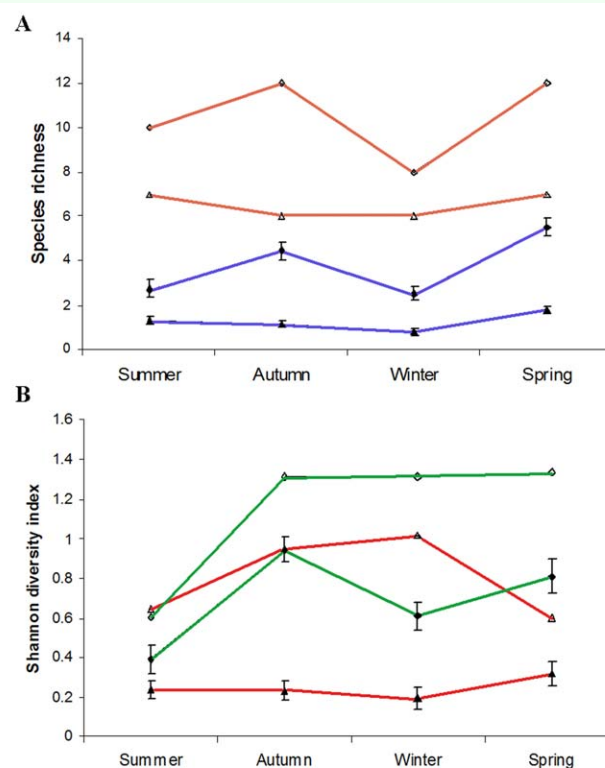 A
14
12
10
8
6
4
2
0
Species richness
Summer Autumn Winter Spring
B
1.6
1.4
1.2
1
0.8
0.6
0.4
0.2
0
Shannon diversity index
Summer Autumn Winter Spring